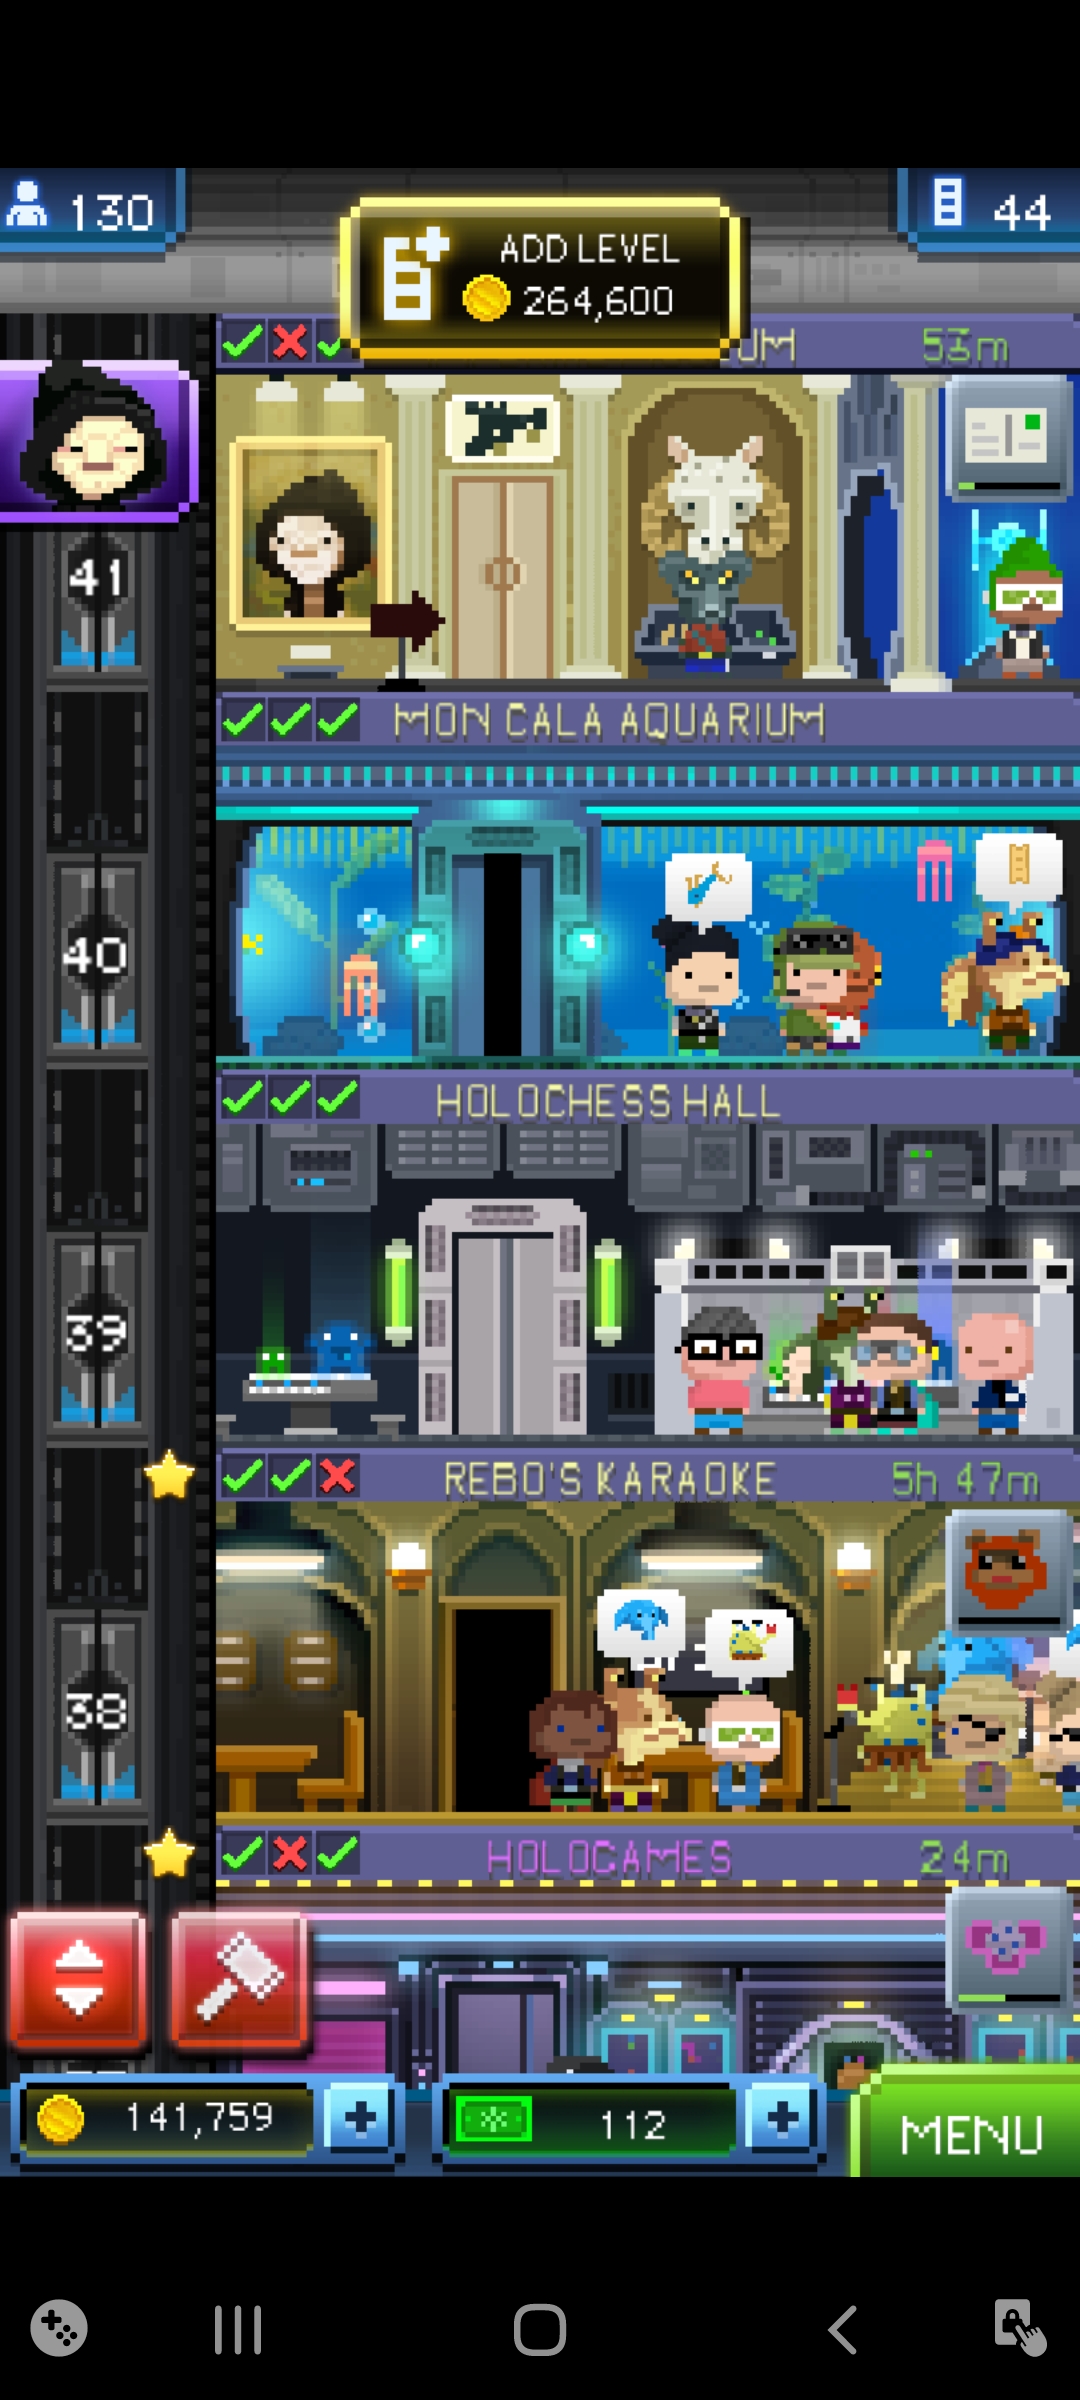 130
44
ADD LEVEL
264,600
UM
53m
41
MON CALA AQUARIUM
40
HOLOCHESS HALL
39
REBO'S KARAOKE
5h 47m
38
HOLOGAMES
24m
141,759
112
MENU